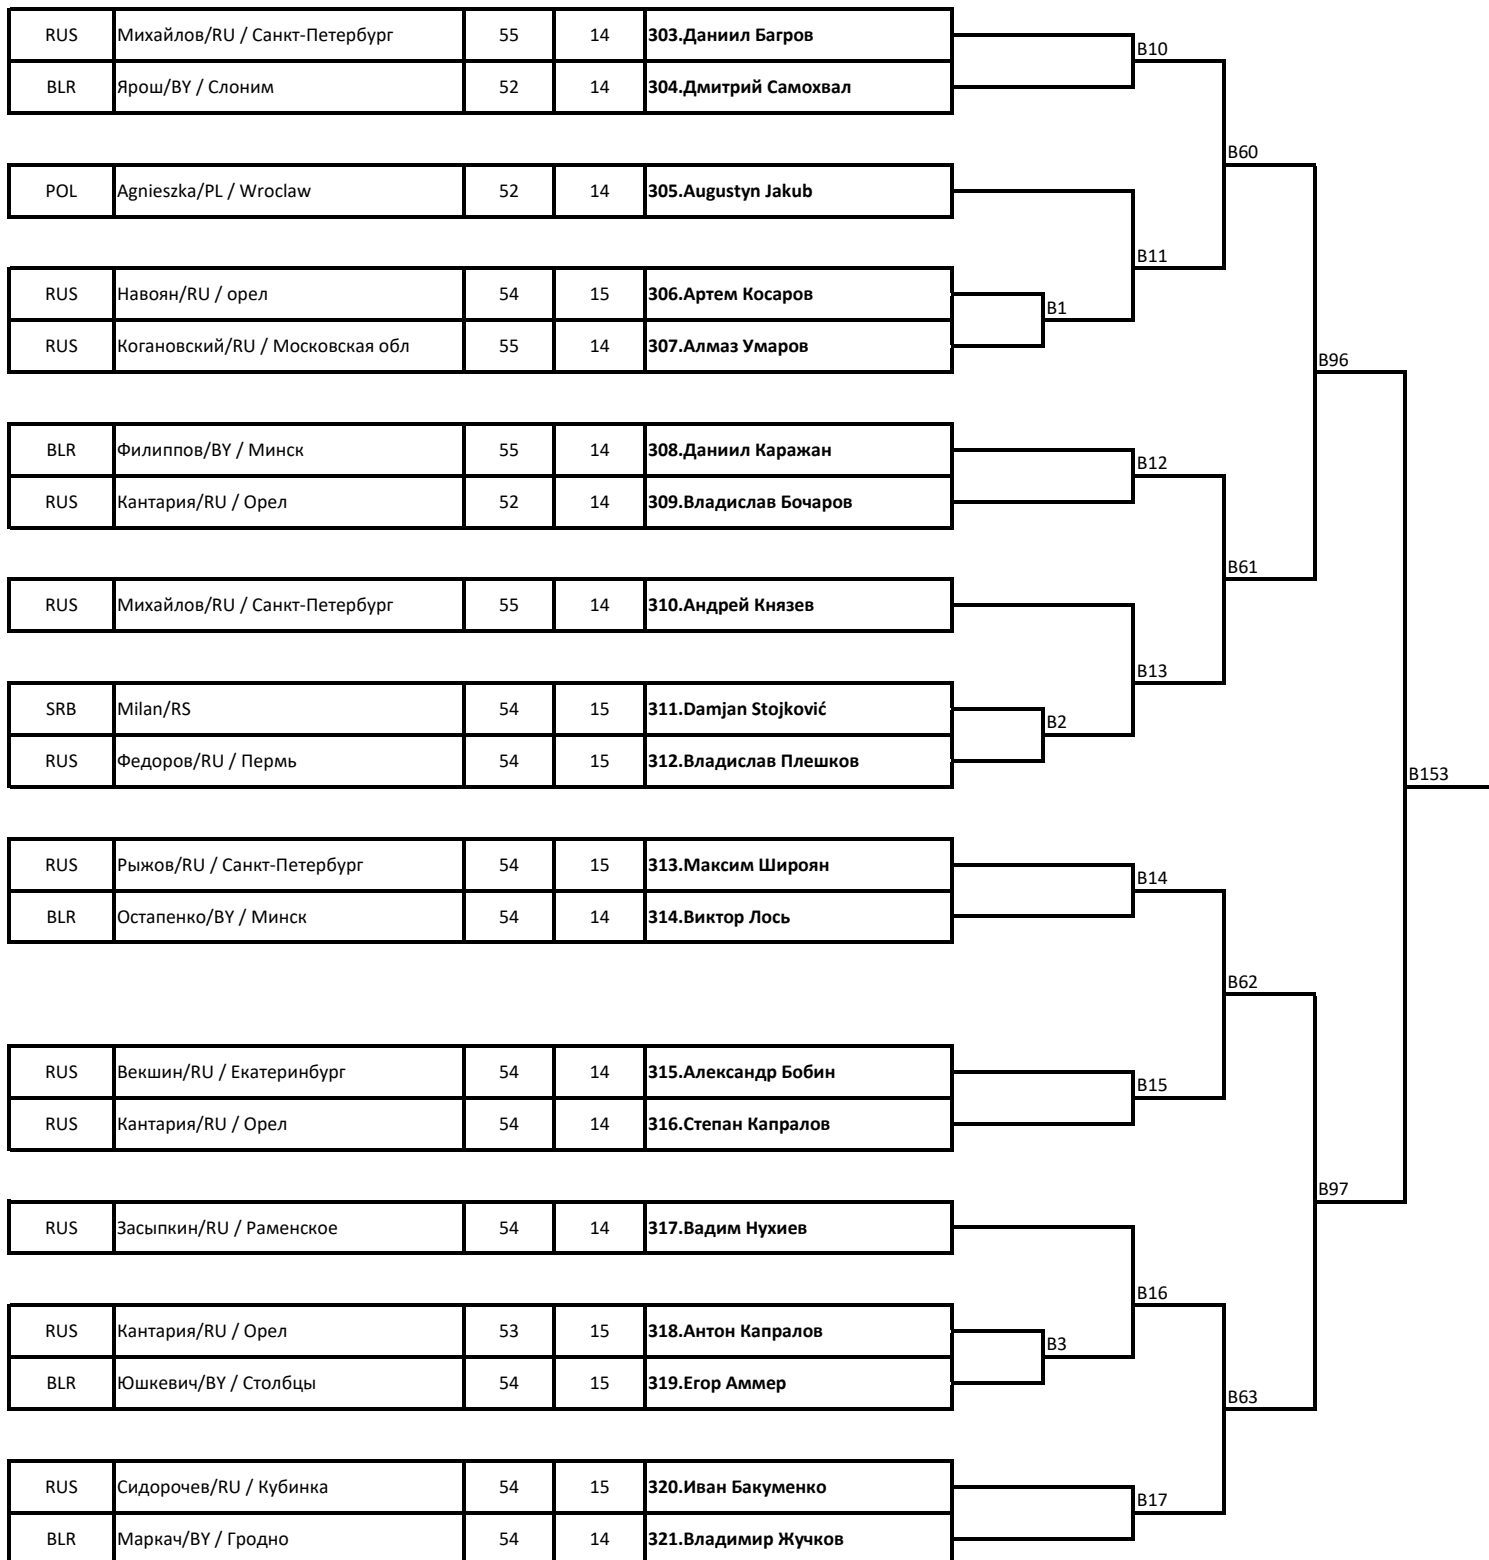 RUS Михайлов/RU / Санкт-Петербург 55 14 303.Даниил Багров
B10
BLR Ярош/BY / Слоним 52 14 304.Дмитрий Самохвал
B60
POL Agnieszka/PL / Wroclaw 52 14 305.Augustyn Jakub
B11
RUS Навоян/RU / орел 54 15 306.Артем Косаров
B1
RUS Когановский/RU / Московская обл 55 14 307.Алмаз Умаров
B96
BLR Филиппов/BY / Минск 55 14 308.Даниил Каражан
B12
RUS Кантария/RU / Орел 52 14 309.Владислав Бочаров
B61
RUS Михайлов/RU / Санкт-Петербург 55 14 310.Андрей Князев
B13
SRB Milan/RS 54 15 311.Damjan Stojković
B2
RUS Федоров/RU / Пермь 54 15 312.Владислав Плешков
B153
RUS Рыжов/RU / Санкт-Петербург 54 15 313.Максим Широян
B14
BLR Остапенко/BY / Минск 54 14 314.Виктор Лось
B62
RUS Векшин/RU / Екатеринбург 54 14 315.Александр Бобин
B15
RUS Кантария/RU / Орел 54 14 316.Степан Капралов
B97
RUS Засыпкин/RU / Раменское 54 14 317.Вадим Нухиев
B16
RUS Кантария/RU / Орел 53 15 318.Антон Капралов
B3
BLR Юшкевич/BY / Столбцы 54 15 319.Егор Аммер
B63
RUS Сидорочев/RU / Кубинка 54 15 320.Иван Бакуменко
B17
BLR Маркач/BY / Гродно 54 14 321.Владимир Жучков